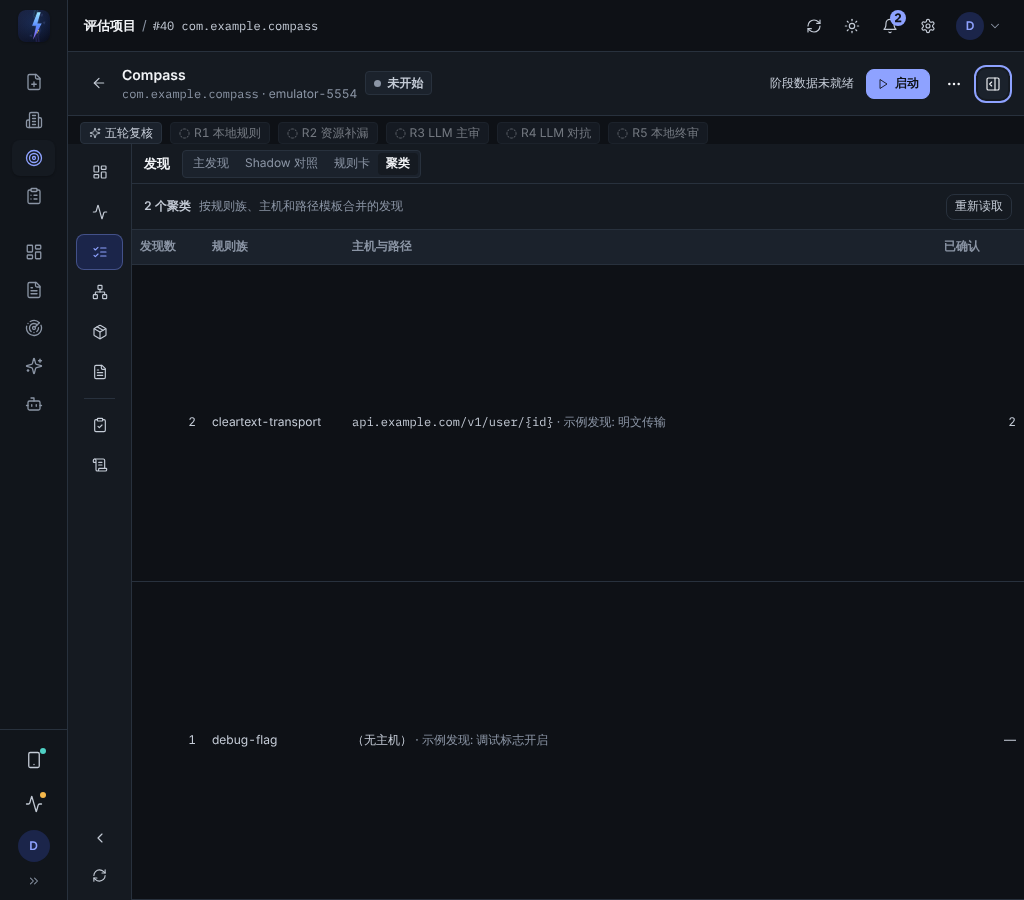 评估项目 / #40 com.example.compass
2
D
Compass
com.example.compass · emulator-5554
未开始
阶段数据未就绪
启动
五轮复核
R1 本地规则
R2 资源补漏
R3 LLM 主审
R4 LLM 对抗
R5 本地终审
发现
主发现
Shadow 对照
规则卡
聚类
2 个聚类 按规则族、主机和路径模板合并的发现
重新读取
发现数 规则族 主机与路径 已确认
2 cleartext-transport api.example.com/v1/user/{id} · 示例发现: 明文传输 2
1 debug-flag （无主机） · 示例发现: 调试标志开启 —
D